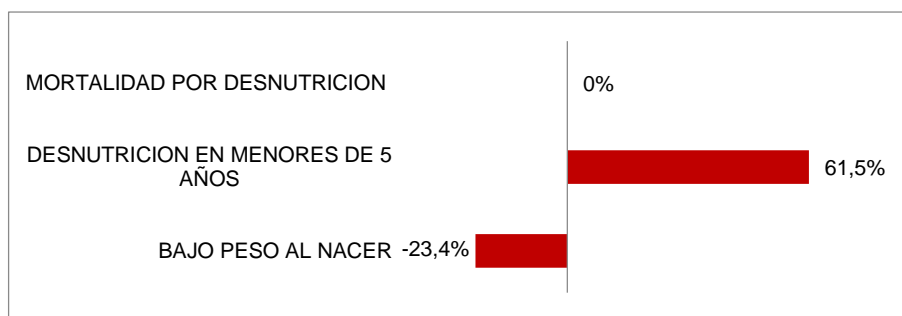 MORTALIDAD POR DESNUTRICION
0%
DESNUTRICION EN MENORES DE 5
AÑOS
61,5%
BAJO PESO AL NACER
-23,4%